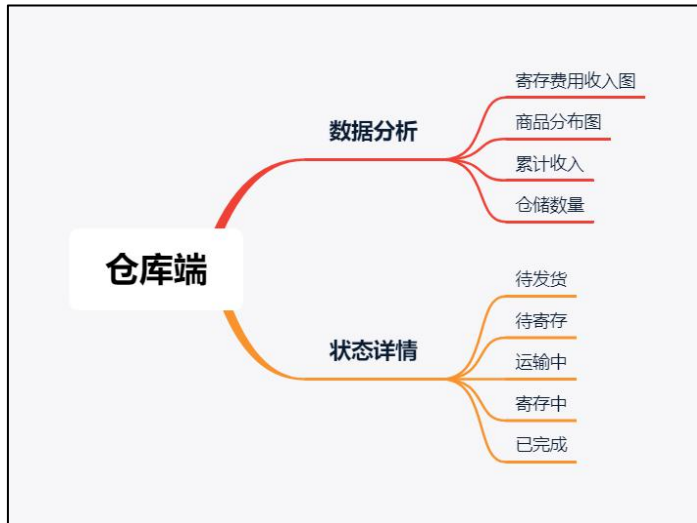 仓库端
数据分析
寄存费用收入图
商品分布图
累计收入
仓储数量
状态详情
待发货
待寄存
运输中
寄存中
已完成